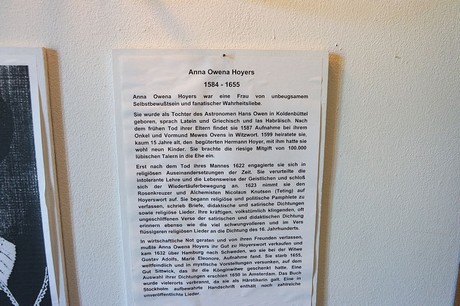 Anna Owena Hoyers
1584 - 1655
Anna Owena Hoyers war eine Frau von unbeugsamem
Selbstbewußtsein und fanatischer Wahrheitsliebe.
Sie wurde als Tochter des Astronomen Hans Owen in Koldenbüttel
geboren, sprach Latein und Griechisch und las Habräisch. Nach
dem frühen Tod ihrer Eltern findet sie 1587 Aufnahme bei ihrem
Onkel und Vormund Mewes Ovens in Witzwort. 1599 heiratete sie,
kaum 15 Jahre alt, den begüterten Hermann Hoyer, mit ihm hatte sie
wohl neun Kinder. Sie brachte die riesige Mitgift von 100.000
lübischen Talern in die Ehe ein.
Erst nach dem Tod ihres Mannes 1622 engagierte sie sich in
religiösen Auseinandersetzungen der Zeit. Sie verurteilte die
intolerante Lehre und die Lebensweise der Geistlichen und schloß
sich der Wiedertäuferbewegung an. 1623 nimmt sie den
Rosenkreuzer und Alchemisten Nicolaus Knutsen (Teting) auf
Hoyerswort auf. Sie begann religiöse und politische Pamphlete zu
verfassen, schrieb Briefe, didaktische und satirische Dichtungen
sowie religiöse Lieder. Ihre kräftigen, volkstümlich klingenden, oft
ungeschliffenen Verse der satirischen und didaktischen Dichtung
erinnern ebenso wie die viel schwungvolleren und im Vers
flüssigeren religiösen Lieder an die Dichtung des 16. Jahrhunderts.
In wirtschaftliche Not geraten und von ihren Freunden verlassen,
mußte Anna Owena Hoyers ihr Gut zu Hoyerswort verkaufen und
kam 1632 über Hamburg nach Schweden, wo sie bei der Witwe
Gustav Adolfs, Marie Eleonore, Aufnahme fand. Sie starb 1655,
weltfeindlich und in mystische Vorstellungen versunken, auf dem
Gut Sittwick, das ihr die Königinwitwe geschenkt hatte. Eine
Auswahl ihrer Dichtungen erschien 1650 in Amsterdam. Das Buch
wurde vielerorts verbrannt, da sie als Häretikerin galt. Eine in
Stockholm aufbewahrte Handschrift enthält noch zahlreiche
unveröffentlichte Lieder.